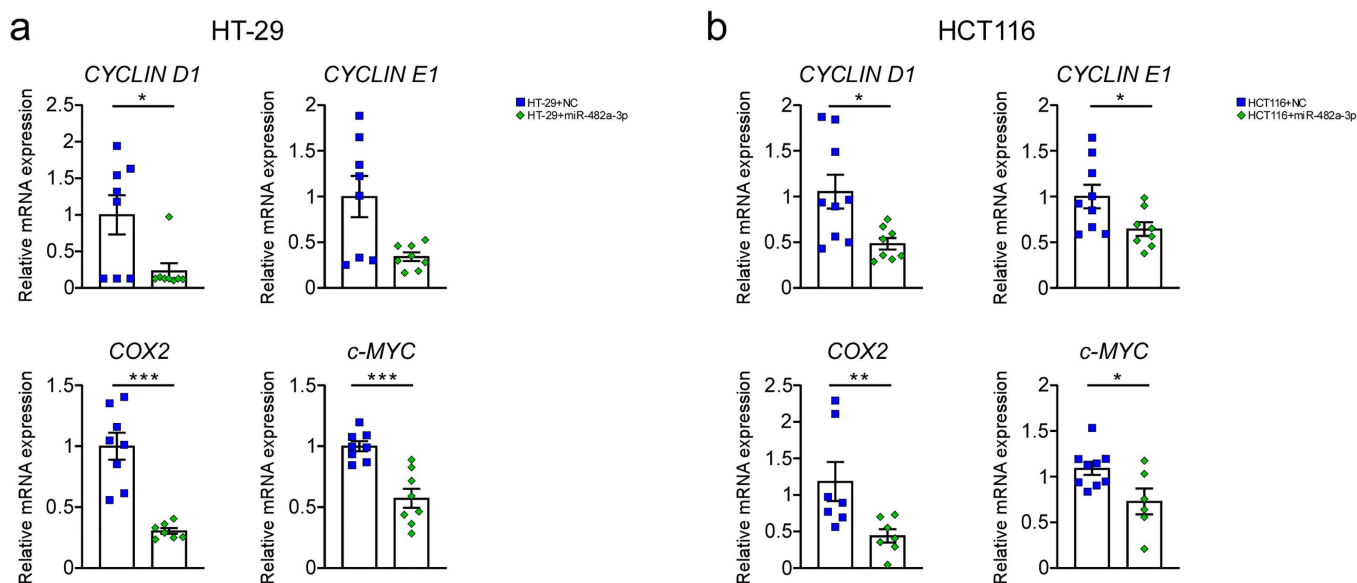 a
HT-29
CYCLIN D1
Relative mRNA expression
2.5
2
1.5
1
0.5
0
*
CYCLIN E1
Relative mRNA expression
2
1.5
1
0.5
0
HT-29+NC
HT-29+miR-482a-3p
COX2
Relative mRNA expression
1.5
1
0.5
0
***
c-MYC
Relative mRNA expression
1.5
1
0.5
0
***
b
HCT116
CYCLIN D1
Relative mRNA expression
2
1.5
1
0.5
0
*
CYCLIN E1
Relative mRNA expression
2
1.5
1
0.5
0
*
HCT116+NC
HCT116+miR-482a-3p
COX2
Relative mRNA expression
2.5
2
1.5
1
0.5
0
**
c-MYC
Relative mRNA expression
2
1.5
1
0.5
0
*